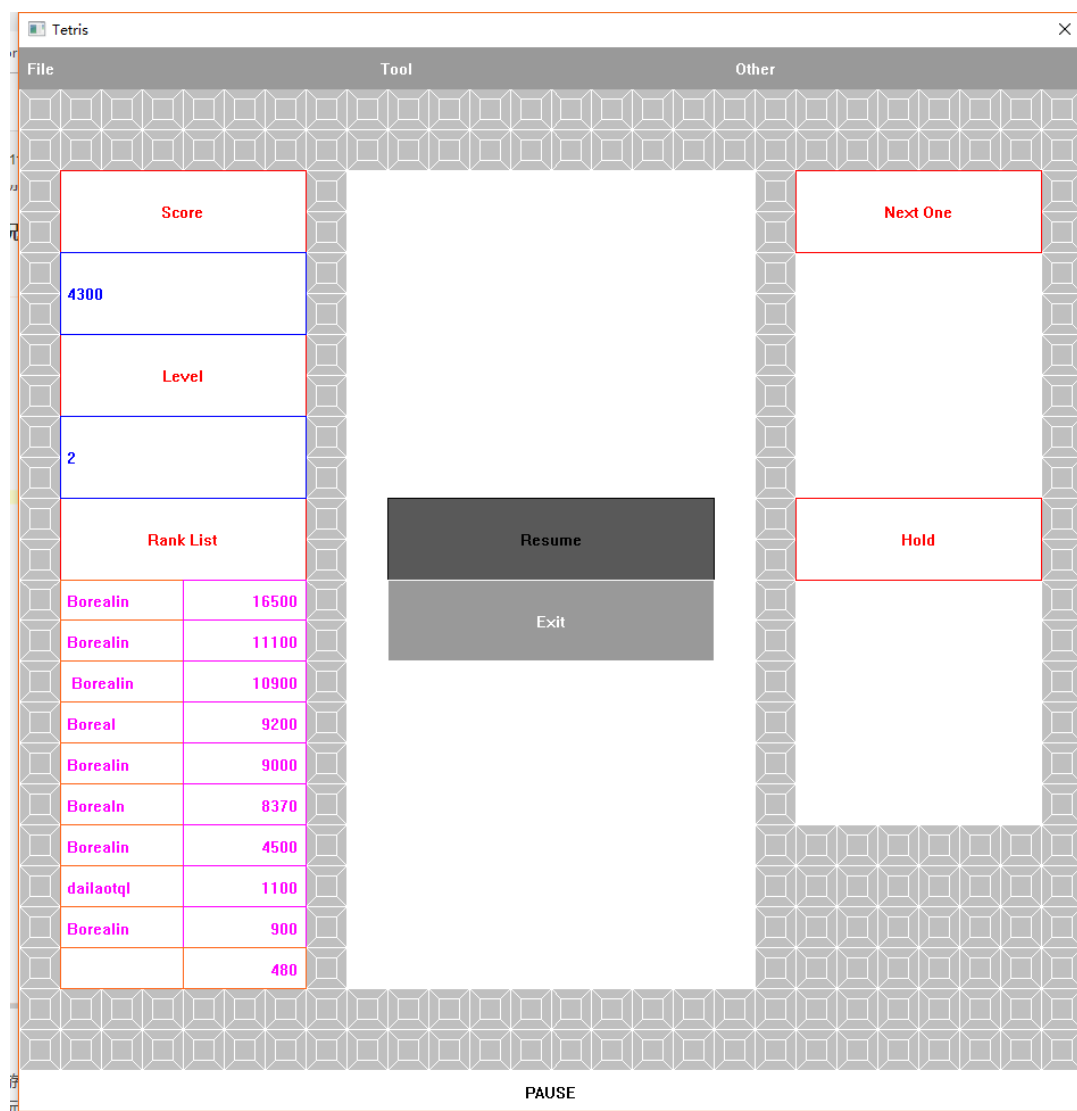 Tetris
File Tool Other
Score
4300
Level
2
Rank List
Borealin 16500
Borealin 11100
Borealin 10900
Boreal 9200
Borealin 9000
Borealn 8370
Borealin 4500
dailaotql 1100
Borealin 900
480
Resume
Exit
Next One
Hold
PAUSE